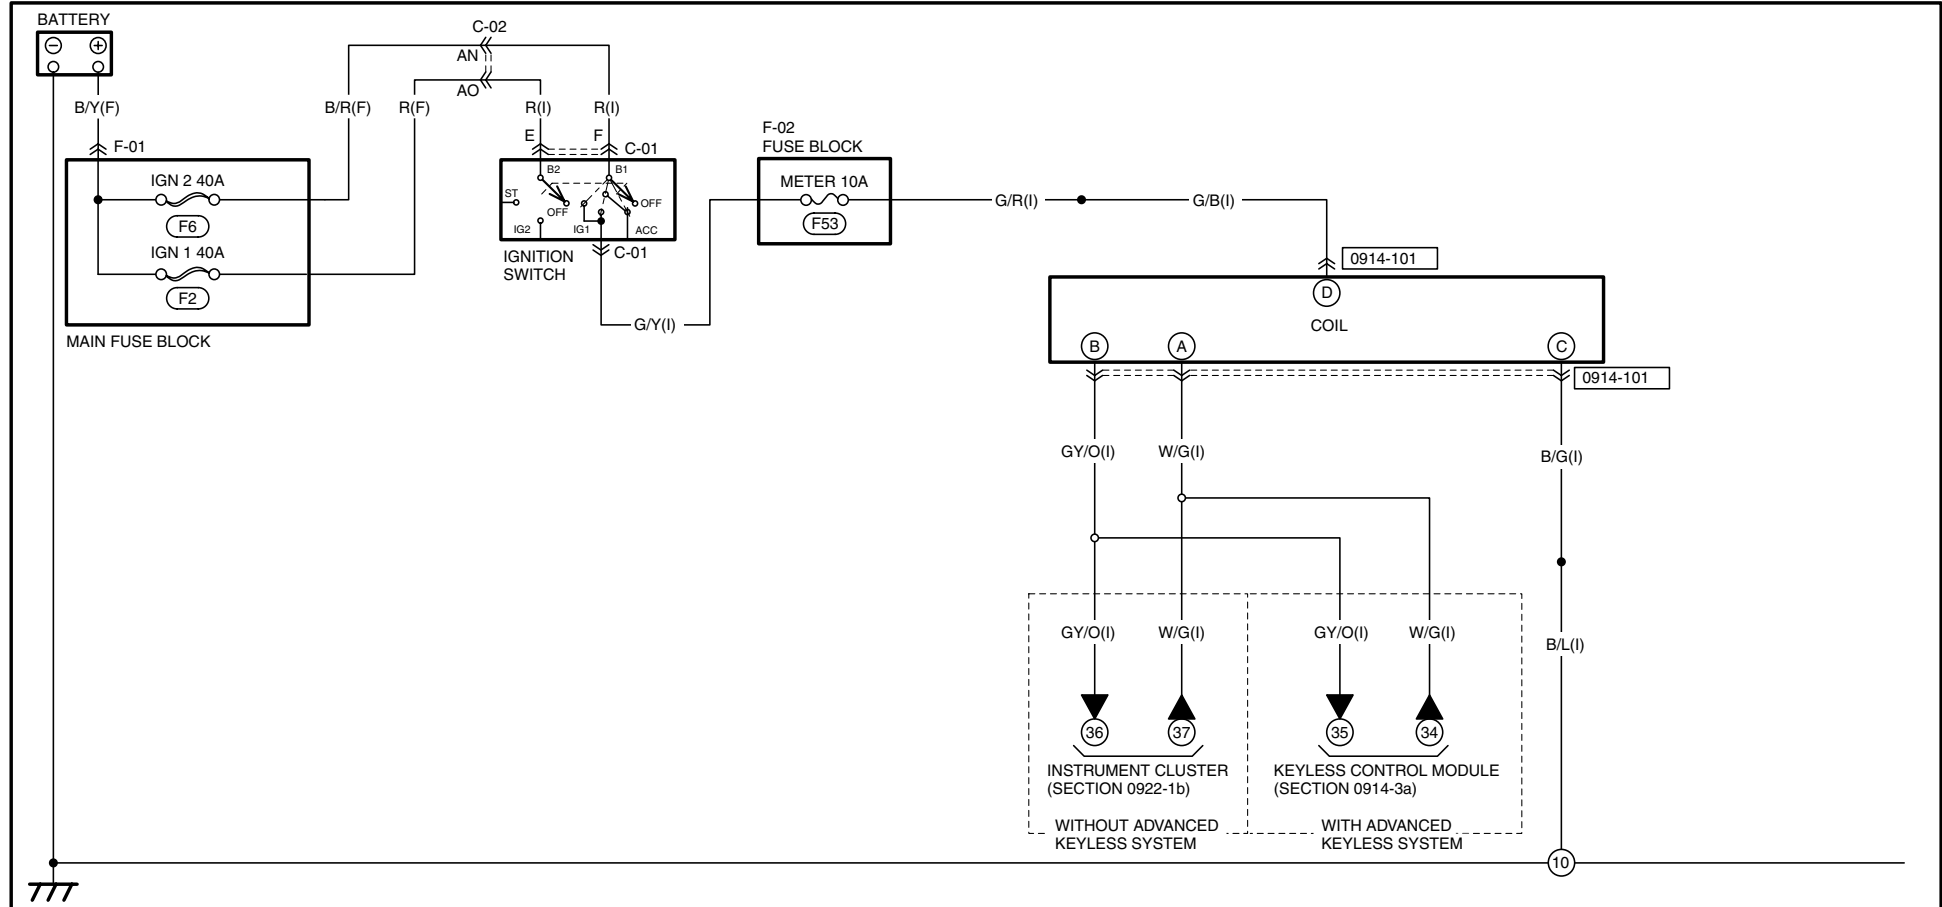 BATTERY
C-02
− +
AN
AO
B/Y(F)
B/R(F)
R(F)
R(I)
R(I)
F-01
E
F
C-01
IGN 2 40A
F6
IGN 1 40A
F2
MAIN FUSE BLOCK
B2
B1
ST
OFF
OFF
IG2
IG1
ACC
C-01
IGNITION
SWITCH
G/Y(I)
F-02
FUSE BLOCK
METER 10A
F53
G/R(I)
G/B(I)
0914-101
D
COIL
B
A
C
0914-101
GY/O(I)
W/G(I)
B/G(I)
GY/O(I)
W/G(I)
GY/O(I)
W/G(I)
B/L(I)
36
37
35
34
INSTRUMENT CLUSTER
(SECTION 0922-1b)
KEYLESS CONTROL MODULE
(SECTION 0914-3a)
WITHOUT ADVANCED
KEYLESS SYSTEM
WITH ADVANCED
KEYLESS SYSTEM
10